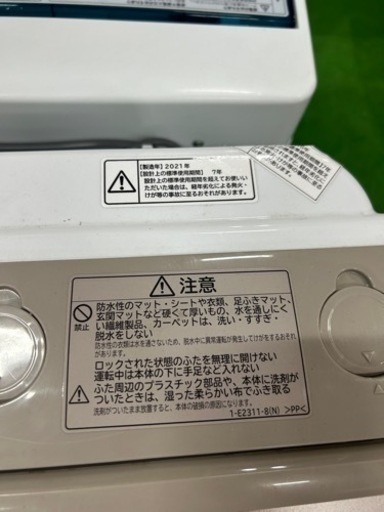 【製造年】2021年
【設計上の標準使用期間】 7年
設計上の標準使用期間を超えてお使い
いただいた場合は、経年劣化による発火・
けが等の事故に至るおそれがあります。
注意
禁止
防水性のマット・シートや衣類、足ふきマット、
玄関マットなど硬くて厚いもの、水を通しにく
い繊維製品、カーペットは、洗い・すすぎ・
脱水をしない
防水性の衣類は水を通さないため、脱水中に異常運転が発生してけがをするおそれ
があります。
ロックされた状態のふたを無理に開けない
運転中は本体の下に手足など入れない
ふた周辺のプラスチック部品や、本体に洗剤が
ついたときは、湿った柔らかい布でふき取る
洗剤がついたまま放置すると、本体の破損の原因になります。
1-E2311-8(N) >PP<